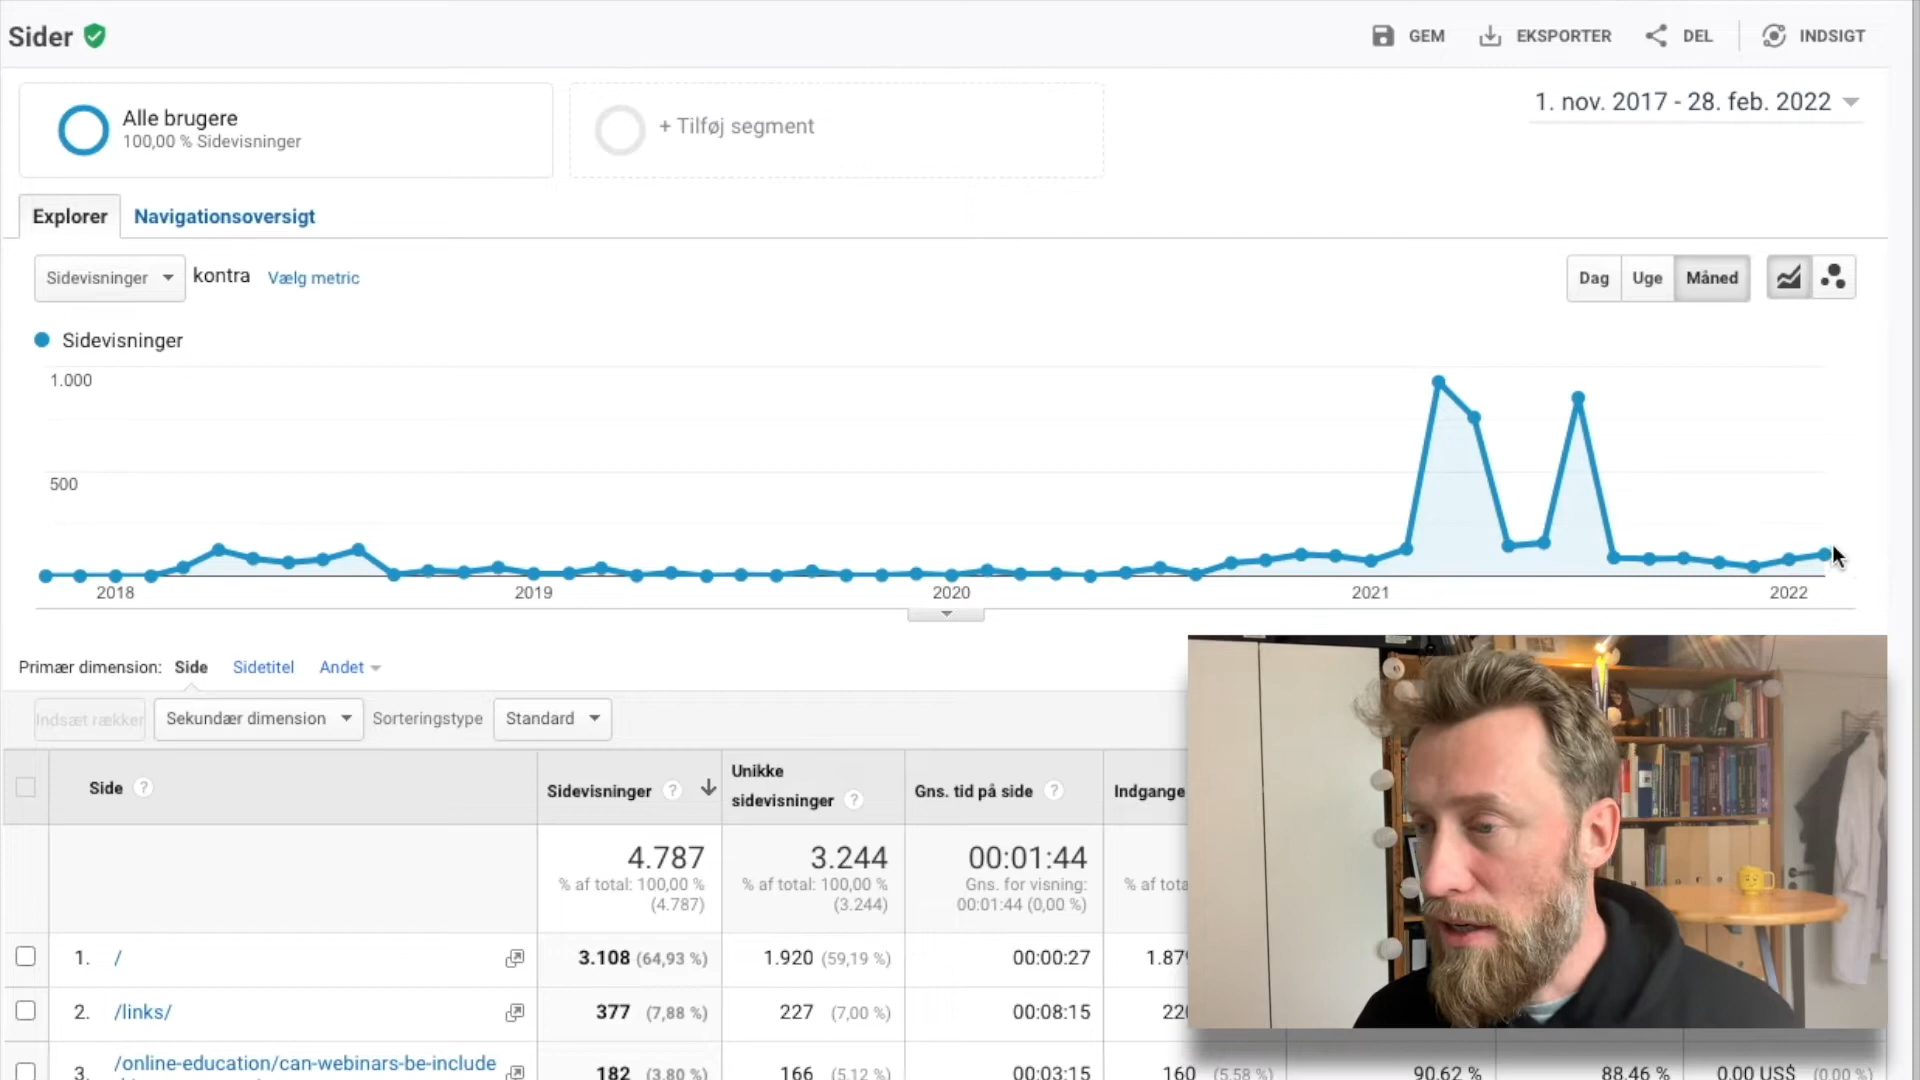 Sider
GEM
EKSPORTER
DEL
INDSIGT
Alle brugere
100,00 % Sidevisninger
+ Tilføj segment
1. nov. 2017 - 28. feb. 2022
Explorer
Navigationsoversigt
Sidevisninger
kontra
Vælg metric
Dag
Uge
Måned
Sidevisninger
1.000
500
2018
2019
2020
2021
2022
Primær dimension:
Side
Sidetitel
Andet
Indsæt rækker
Sekundær dimension
Sorteringstype
Standard
Side ?
Sidevisninger ?
Unikke
sidevisninger ?
Gns. tid på side ?
Indgange
4.787
% af total: 100,00 %
(4.787)
3.244
% af total: 100,00 %
(3.244)
00:01:44
Gns. for visning:
00:01:44 (0,00 %)
% af tota
1. /
3.108 (64,93 %)
1.920 (59,19 %)
00:00:27
1.87
2. /links/
377 (7,88 %)
227 (7,00 %)
00:08:15
22
3. /online-education/can-webinars-be-include
182 (3,80 %)
166 (5,12 %)
00:03:15
160 (5,58 %)
90,62 %
88,46 %
0,00 US$ (0,00 %)